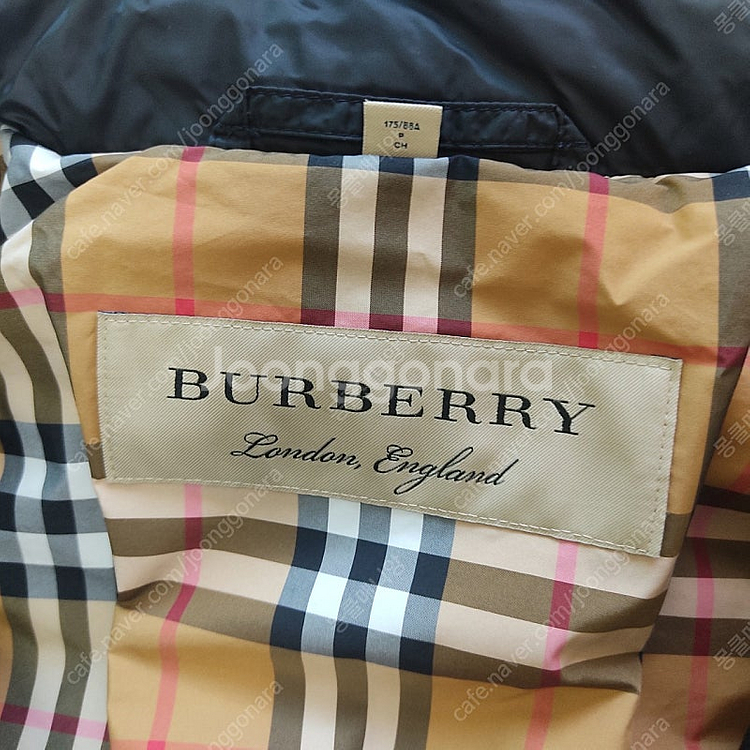 175/88A
P
CH
Joonggonara
BURBERRY
London, England
cafe.naver.com/joonggonara